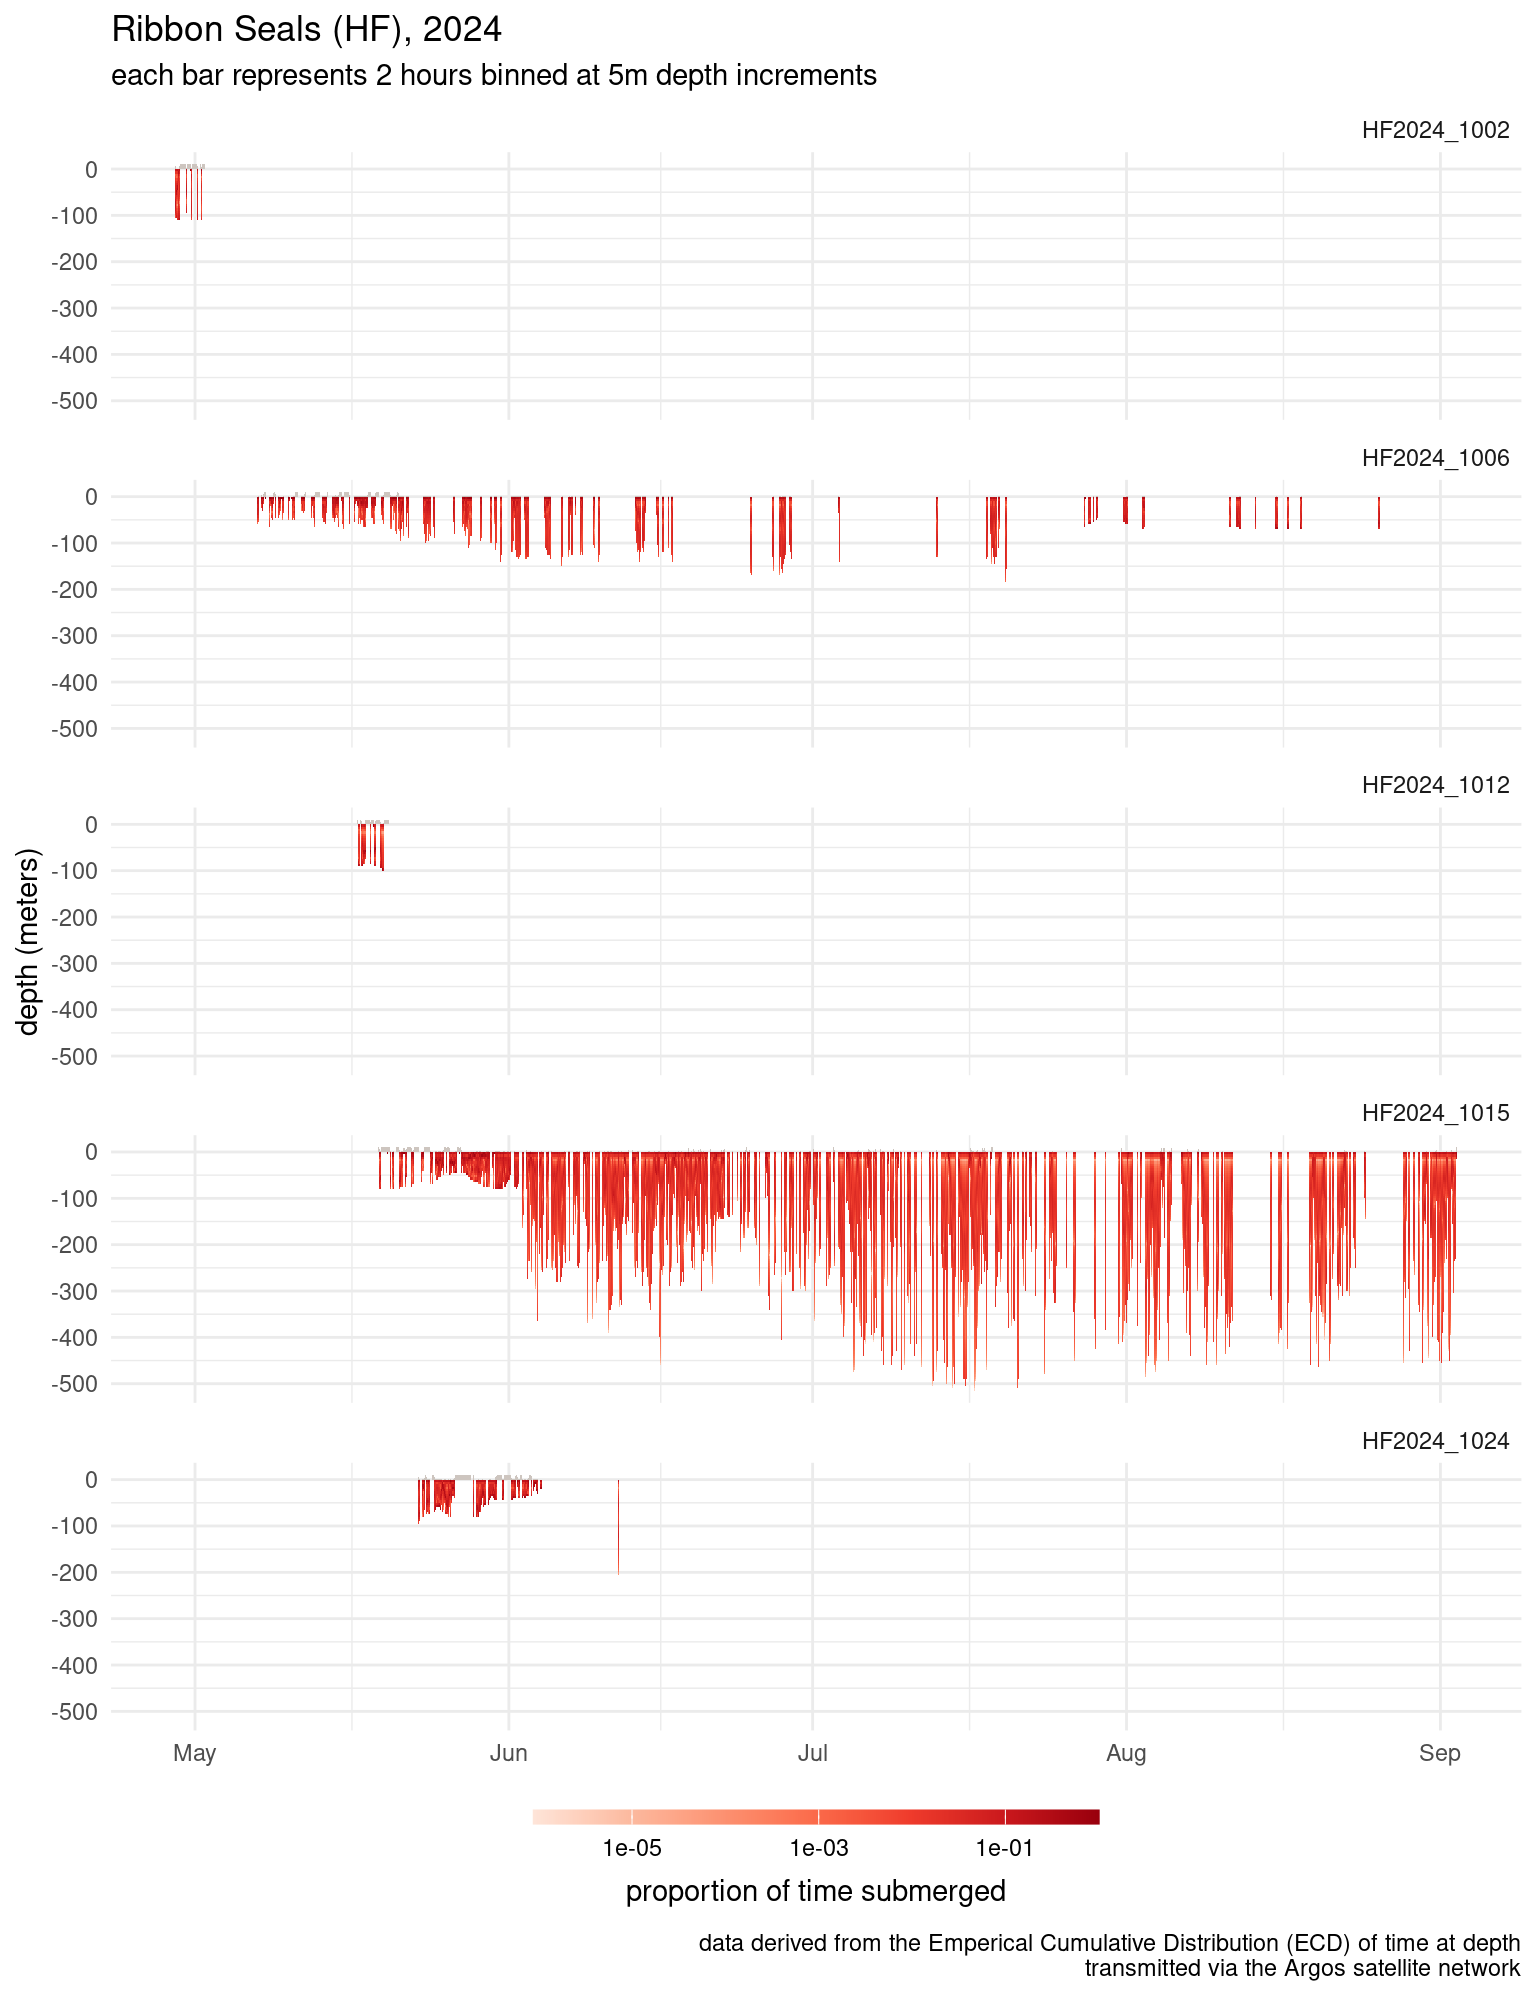 Ribbon Seals (HF), 2024
each bar represents 2 hours binned at 5m depth increments
HF2024_1002
0
-100
-200
-300
-400
-500
HF2024_1006
0
-100
-200
-300
-400
-500
HF2024_1012
0
-100
-200
-300
-400
-500
depth (meters)
HF2024_1015
0
-100
-200
-300
-400
-500
HF2024_1024
0
-100
-200
-300
-400
-500
May Jun Jul Aug Sep
1e-05 1e-03 1e-01
proportion of time submerged
data derived from the Emperical Cumulative Distribution (ECD) of time at depth
transmitted via the Argos satellite network